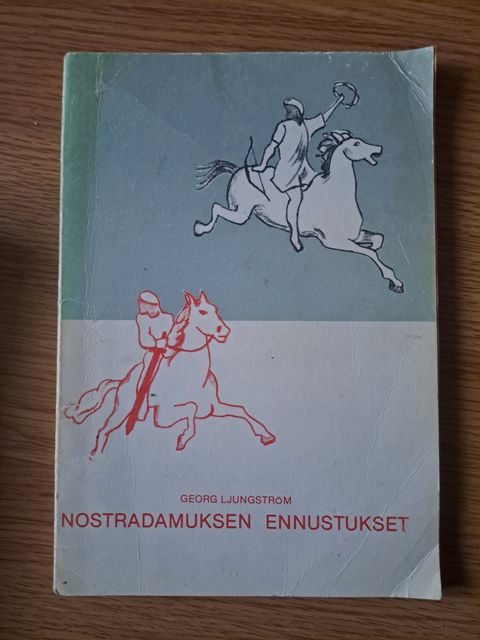 GEORG LJUNGSTRÖM
NOSTRADAMUKSEN ENNUSTUKSET